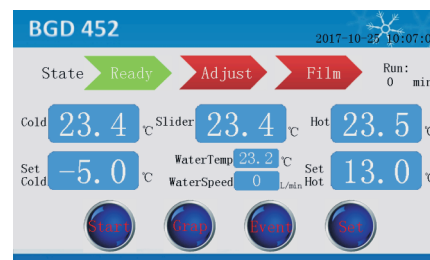 BGD 452
2017-10-25 10:07:0
State Ready Adjust Film Run:
0 min
Cold 23.4 ℃ Slider 23.4 ℃ Hot 23.5 ℃
Set Cold -5.0 ℃ WaterTemp 23.2 ℃ Set Hot 13.0 ℃
WaterSpeed 0 L/min
Start Grap Event Set